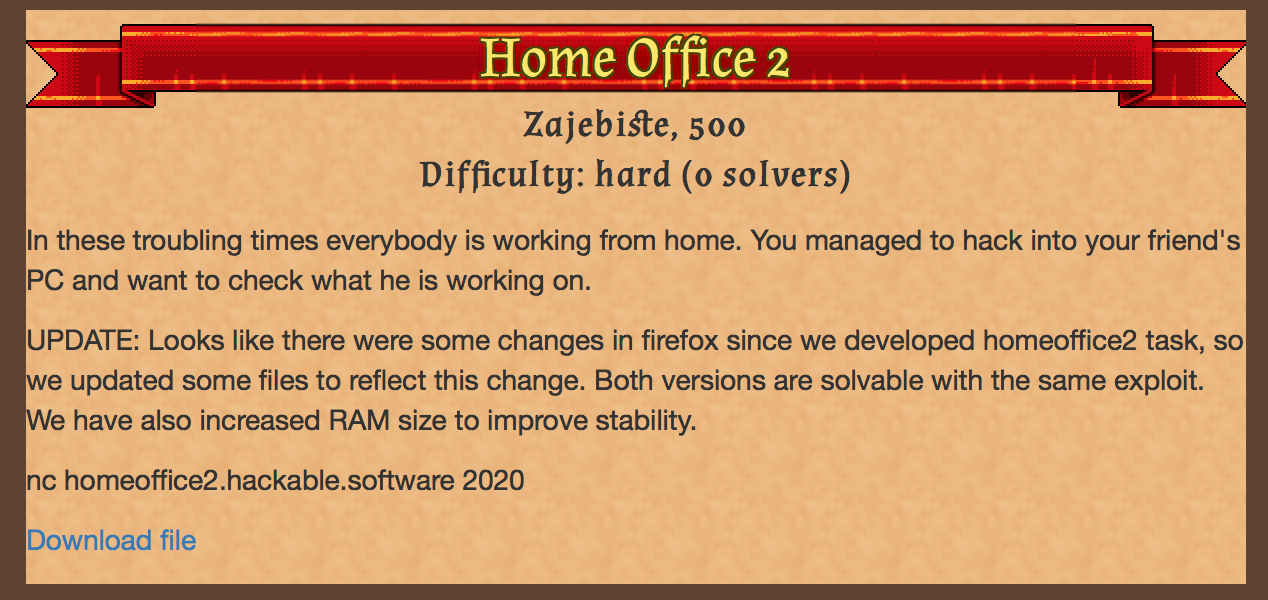 Home Office 2
Zajebiste, 500
Difficulty: hard (0 solvers)
In these troubling times everybody is working from home. You managed to hack into your friend's
PC and want to check what he is working on.
UPDATE: Looks like there were some changes in firefox since we developed homeoffice2 task, so
we updated some files to reflect this change. Both versions are solvable with the same exploit.
We have also increased RAM size to improve stability.
nc homeoffice2.hackable.software 2020
Download file